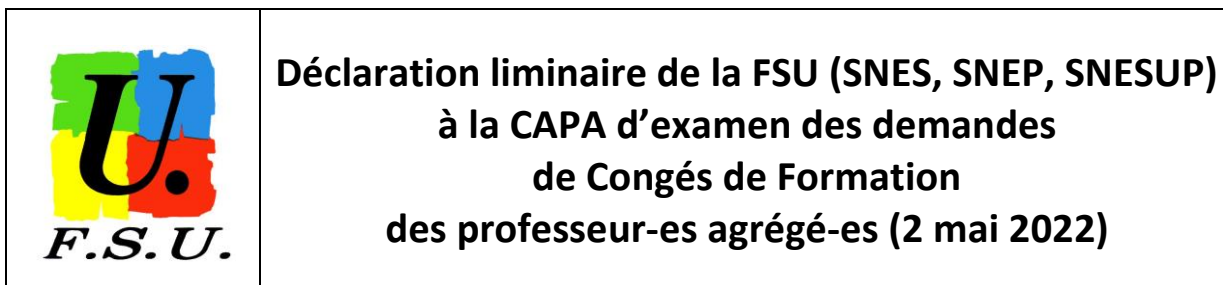 U.
F.S.U.
Déclaration liminaire de la FSU (SNES, SNEP, SNESUP)
à la CAPA d’examen des demandes
de Congés de Formation
des professeur-es agrégé-es (2 mai 2022)